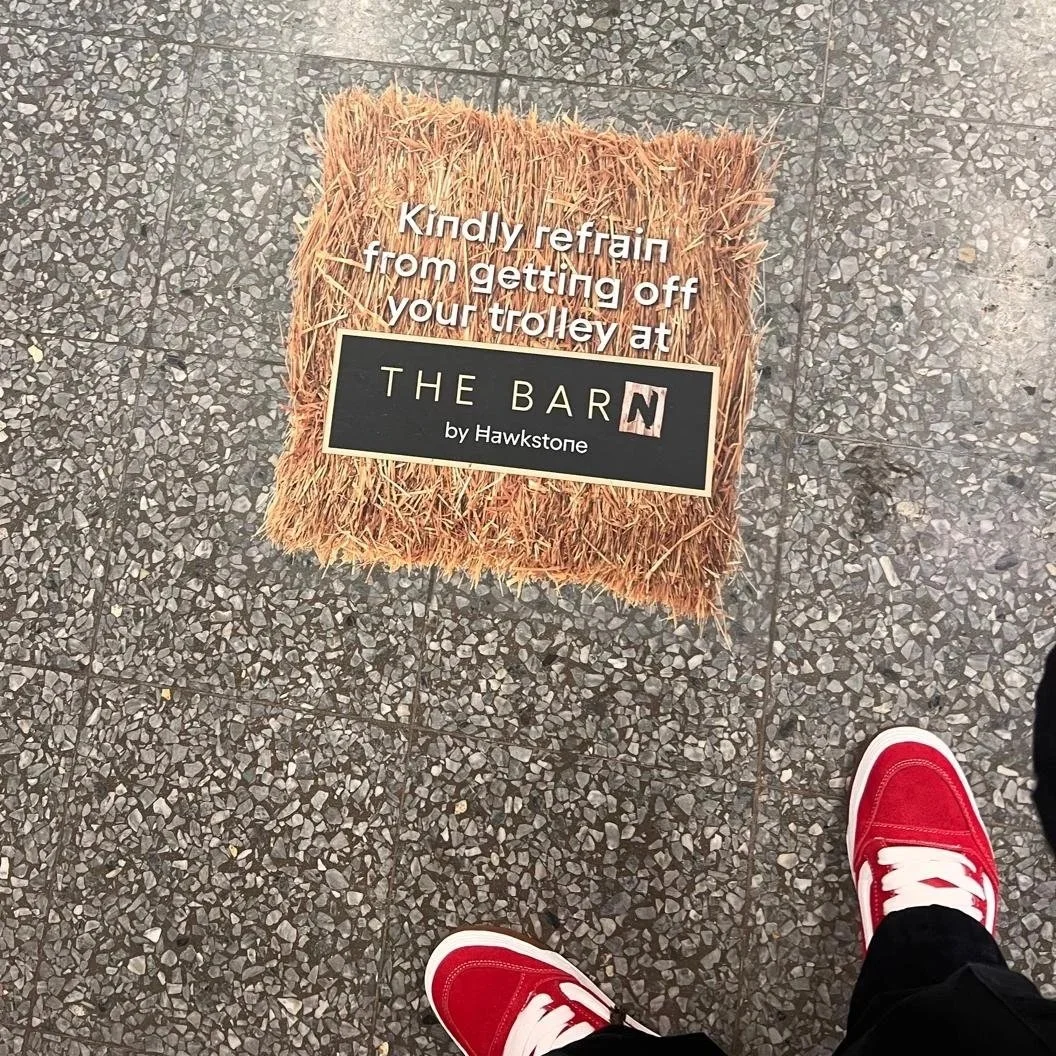 Kindly refrain
from getting off
your trolley at
THE BARN
by Hawkstone